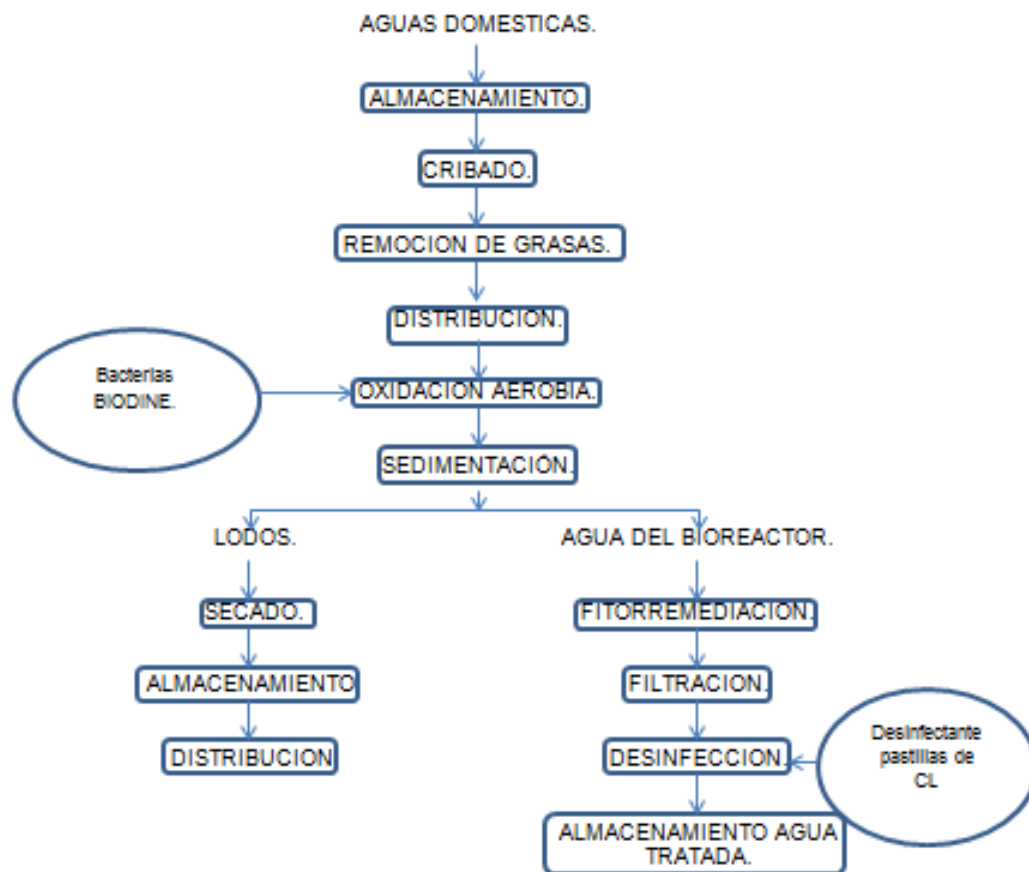 AGUAS DOMESTICAS.
ALMACENAMIENTO.
CRIBADO.
REMOCION DE GRASAS.
DISTRIBUCION.
Bacterias
BIODINE.
OXIDACION AEROBIA.
SEDIMENTACIÓN.
LODOS.
AGUA DEL BIOREACTOR.
SECADO.
FITORREMEDIACION.
ALMACENAMIENTO
FILTRACION.
DISTRIBUCION
DESINFECCION.
Desinfectante
pastillas de
CL
ALMACENAMIENTO AGUA
TRATADA.